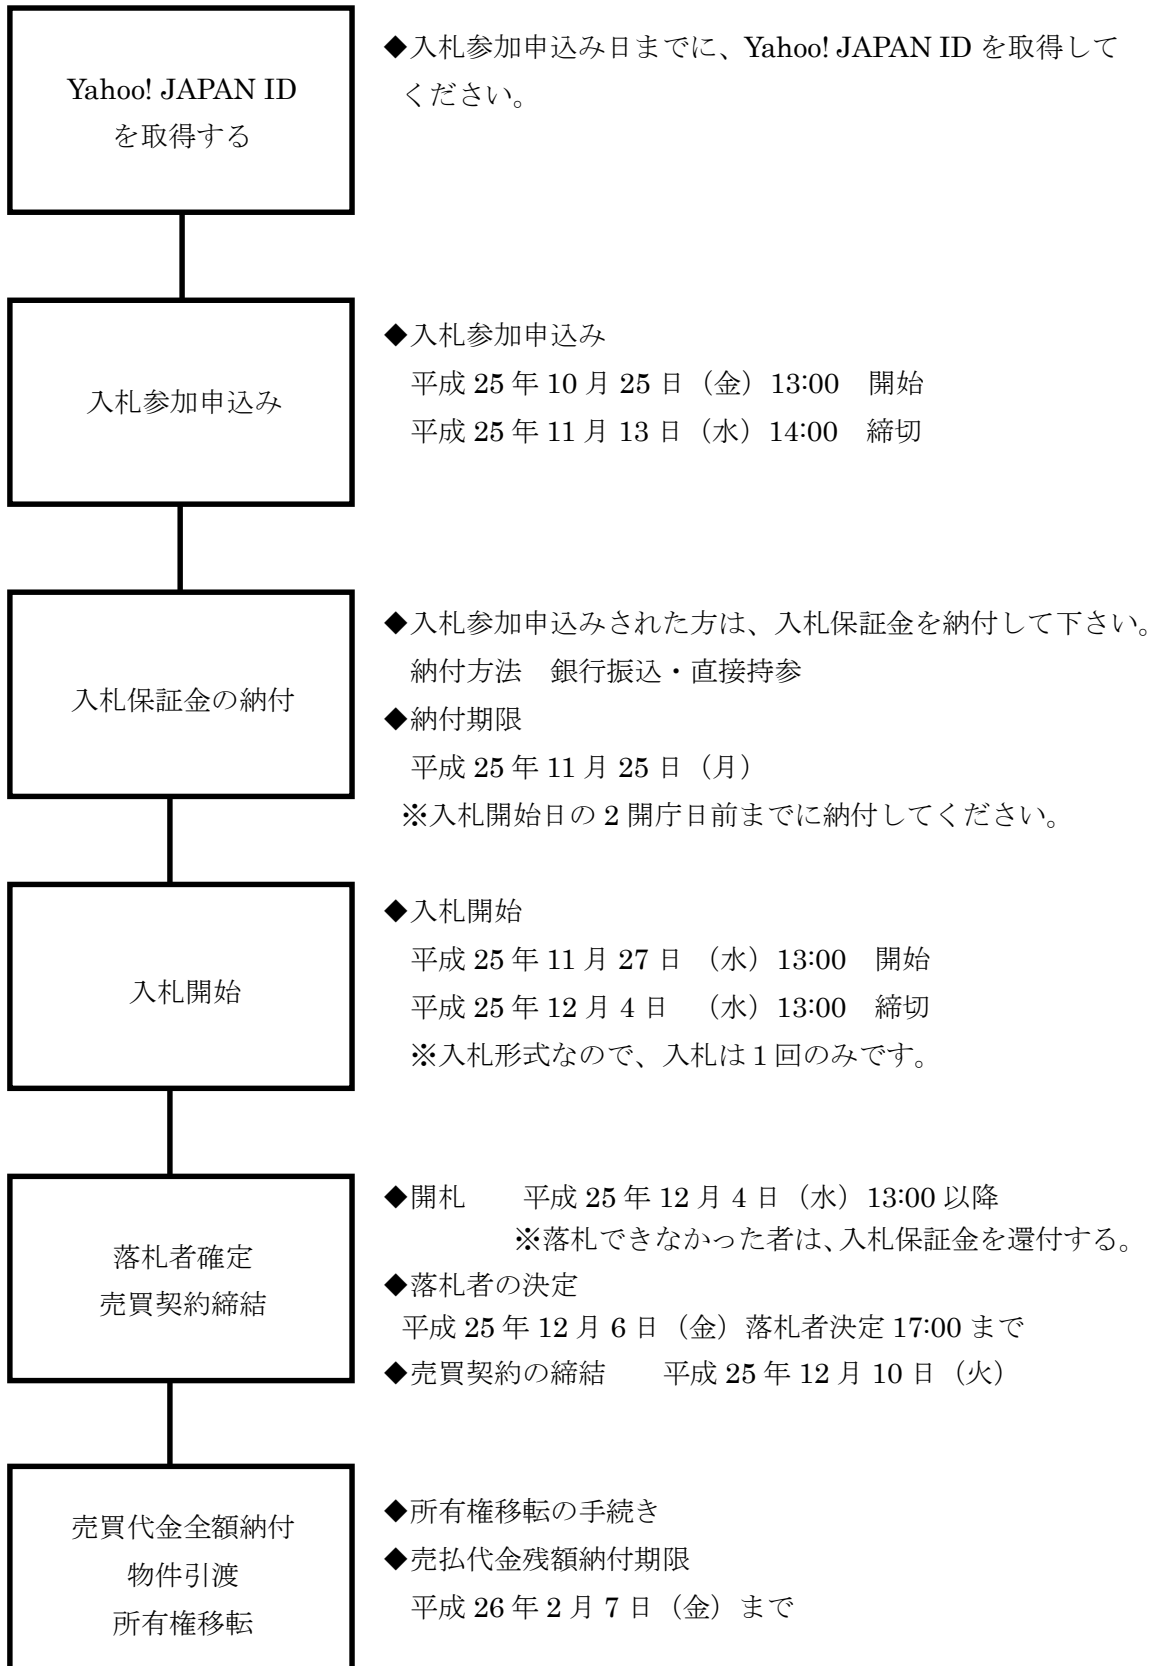 Yahoo! JAPAN ID
を取得する
◆入札参加申込み日までに、Yahoo! JAPAN ID を取得して
ください。
入札参加申込み
◆入札参加申込み
平成 25 年 10 月 25 日（金）13:00　開始
平成 25 年 11 月 13 日（水）14:00　締切
入札保証金の納付
◆入札参加申込みされた方は、入札保証金を納付して下さい。
納付方法　銀行振込・直接持参
◆納付期限
平成 25 年 11 月 25 日（月）
※入札開始日の 2 開庁日前までに納付してください。
入札開始
◆入札開始
平成 25 年 11 月 27 日 （水）13:00　開始
平成 25 年 12 月 4 日　（水）13:00　締切
※入札形式なので、入札は 1 回のみです。
落札者確定
売買契約締結
◆開札　　平成 25 年 12 月 4 日（水）13:00 以降
※落札できなかった者は、入札保証金を還付する。
◆落札者の決定
平成 25 年 12 月 6 日（金）落札者決定 17:00 まで
◆売買契約の締結　　平成 25 年 12 月 10 日（火）
売買代金全額納付
物件引渡
所有権移転
◆所有権移転の手続き
◆売払代金残額納付期限
平成 26 年 2 月 7 日（金）まで